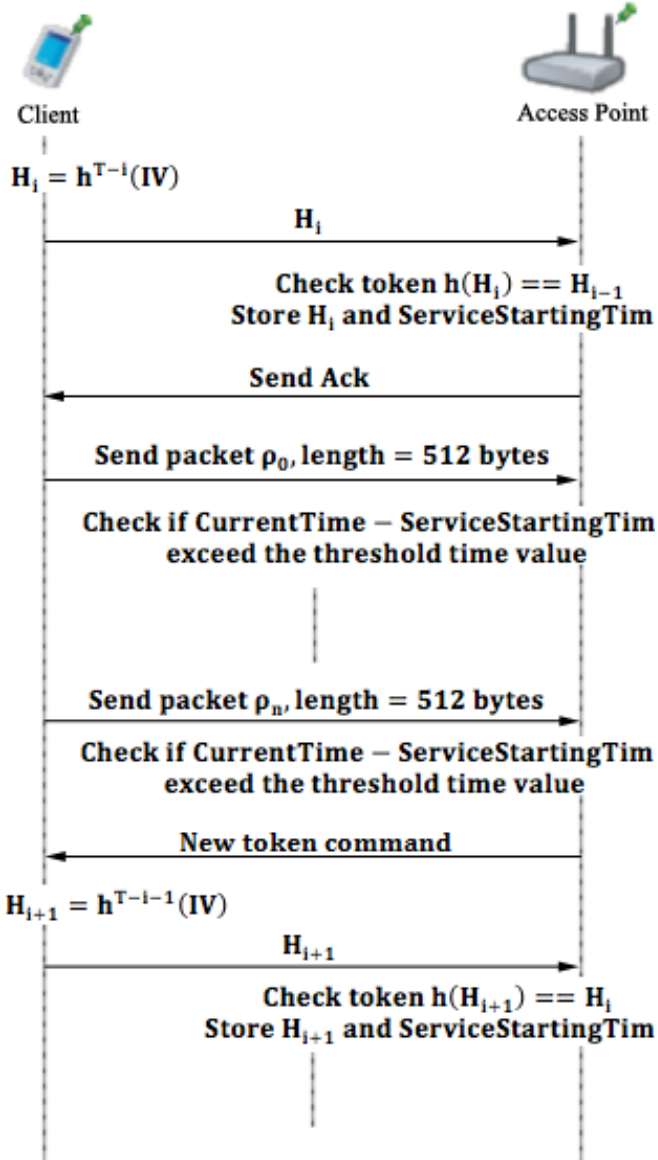 Client
Access Point
Hᵢ = hᵀ⁻ⁱ(IV)
Hᵢ
Check token h(Hᵢ) == Hᵢ₋₁
Store Hᵢ and ServiceStartingTim
Send Ack
Send packet ρ₀, length = 512 bytes
Check if CurrentTime − ServiceStartingTim
exceed the threshold time value
Send packet ρₙ, length = 512 bytes
Check if CurrentTime − ServiceStartingTim
exceed the threshold time value
New token command
Hᵢ₊₁ = hᵀ⁻ⁱ⁻¹(IV)
Hᵢ₊₁
Check token h(Hᵢ₊₁) == Hᵢ
Store Hᵢ₊₁ and ServiceStartingTim